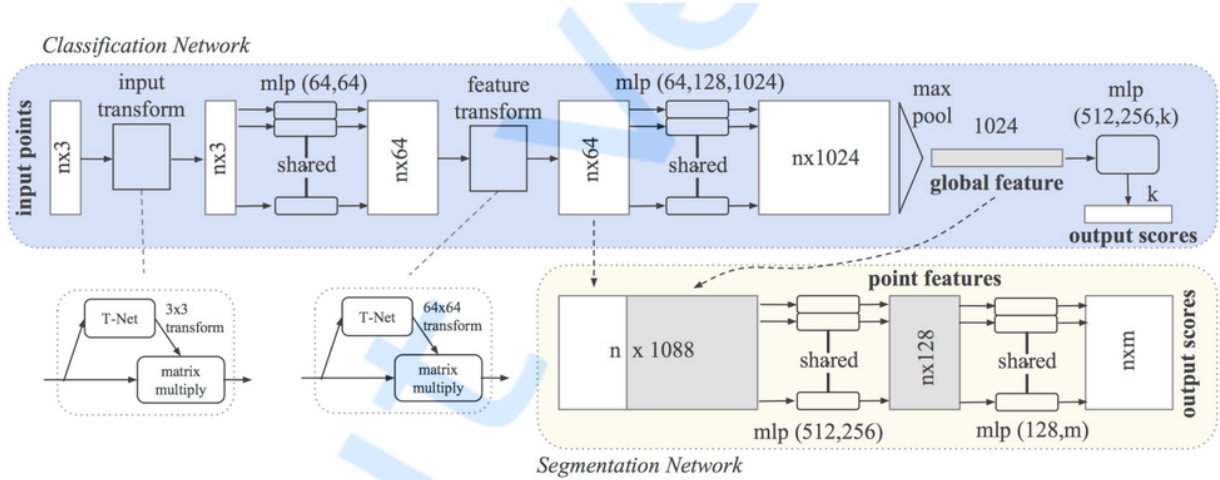 Classification Network
input points
nx3
input
transform
nx3
mlp (64,64)
shared
nx64
feature
transform
nx64
mlp (64,128,1024)
shared
nx1024
max
pool
1024
global feature
mlp
(512,256,k)
k
output scores
T-Net
3x3
transform
matrix
multiply
T-Net
64x64
transform
matrix
multiply
point features
n x 1088
shared
mlp (512,256)
nx128
shared
mlp (128,m)
nxm
output scores
Segmentation Network